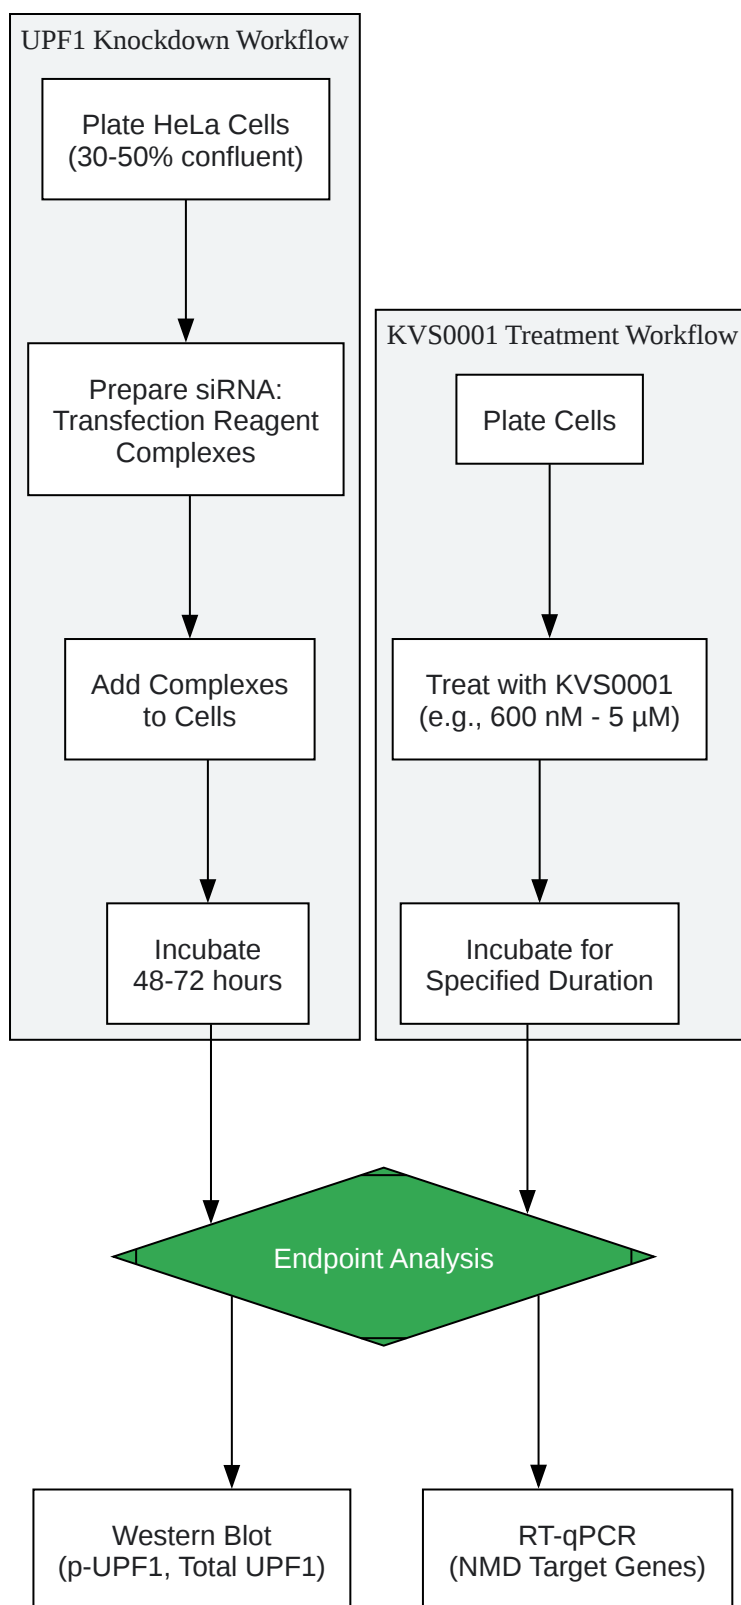 UPF1 Knockdown Workflow
Plate HeLa Cells
(30-50% confluent)
Prepare siRNA:
Transfection Reagent
Complexes
Add Complexes
to Cells
Incubate
48-72 hours
KVS0001 Treatment Workflow
Plate Cells
Treat with KVS0001
(e.g., 600 nM - 5 µM)
Incubate for
Specified Duration
Endpoint Analysis
Western Blot
(p-UPF1, Total UPF1)
RT-qPCR
(NMD Target Genes)